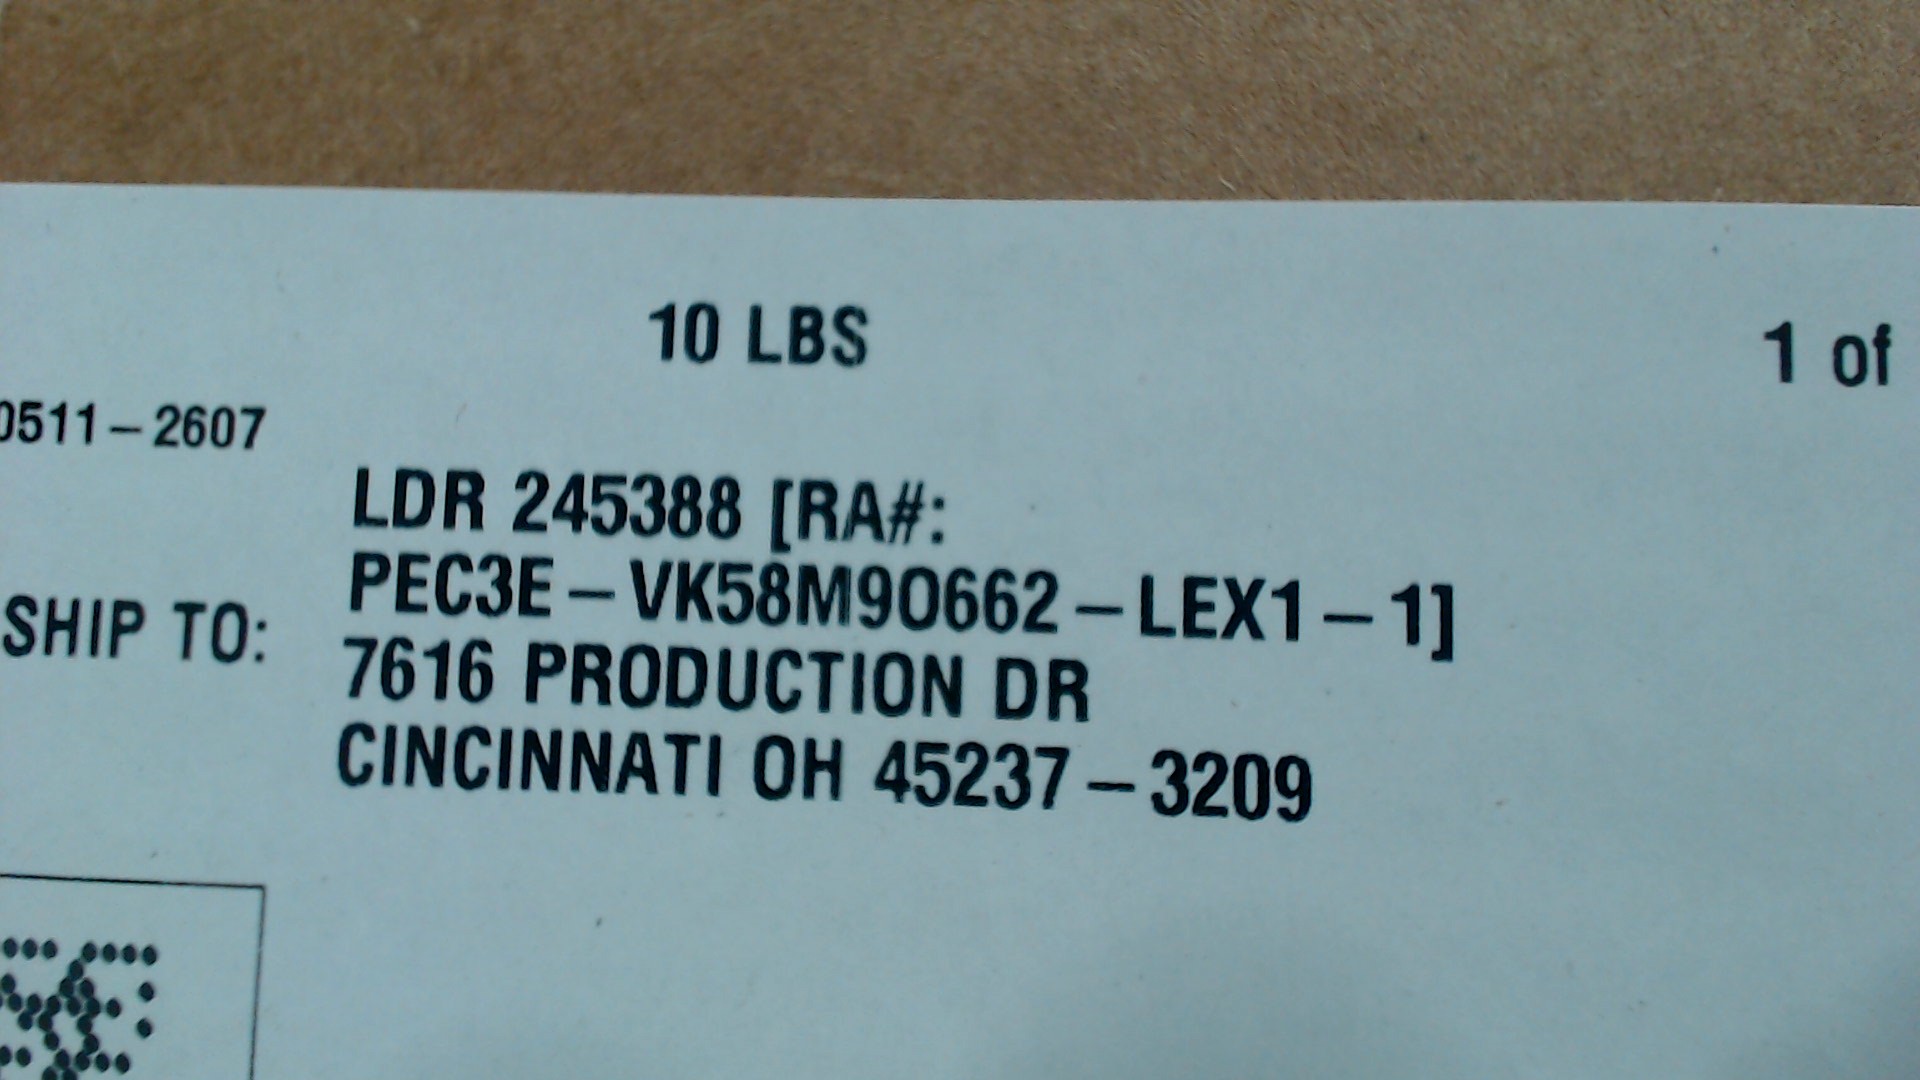 10 LBS
1 of
0511-2607
LDR 245388 [RA#:
PEC3E-VK58M90662-LEX1-1]
SHIP TO:
7616 PRODUCTION DR
CINCINNATI OH 45237-3209